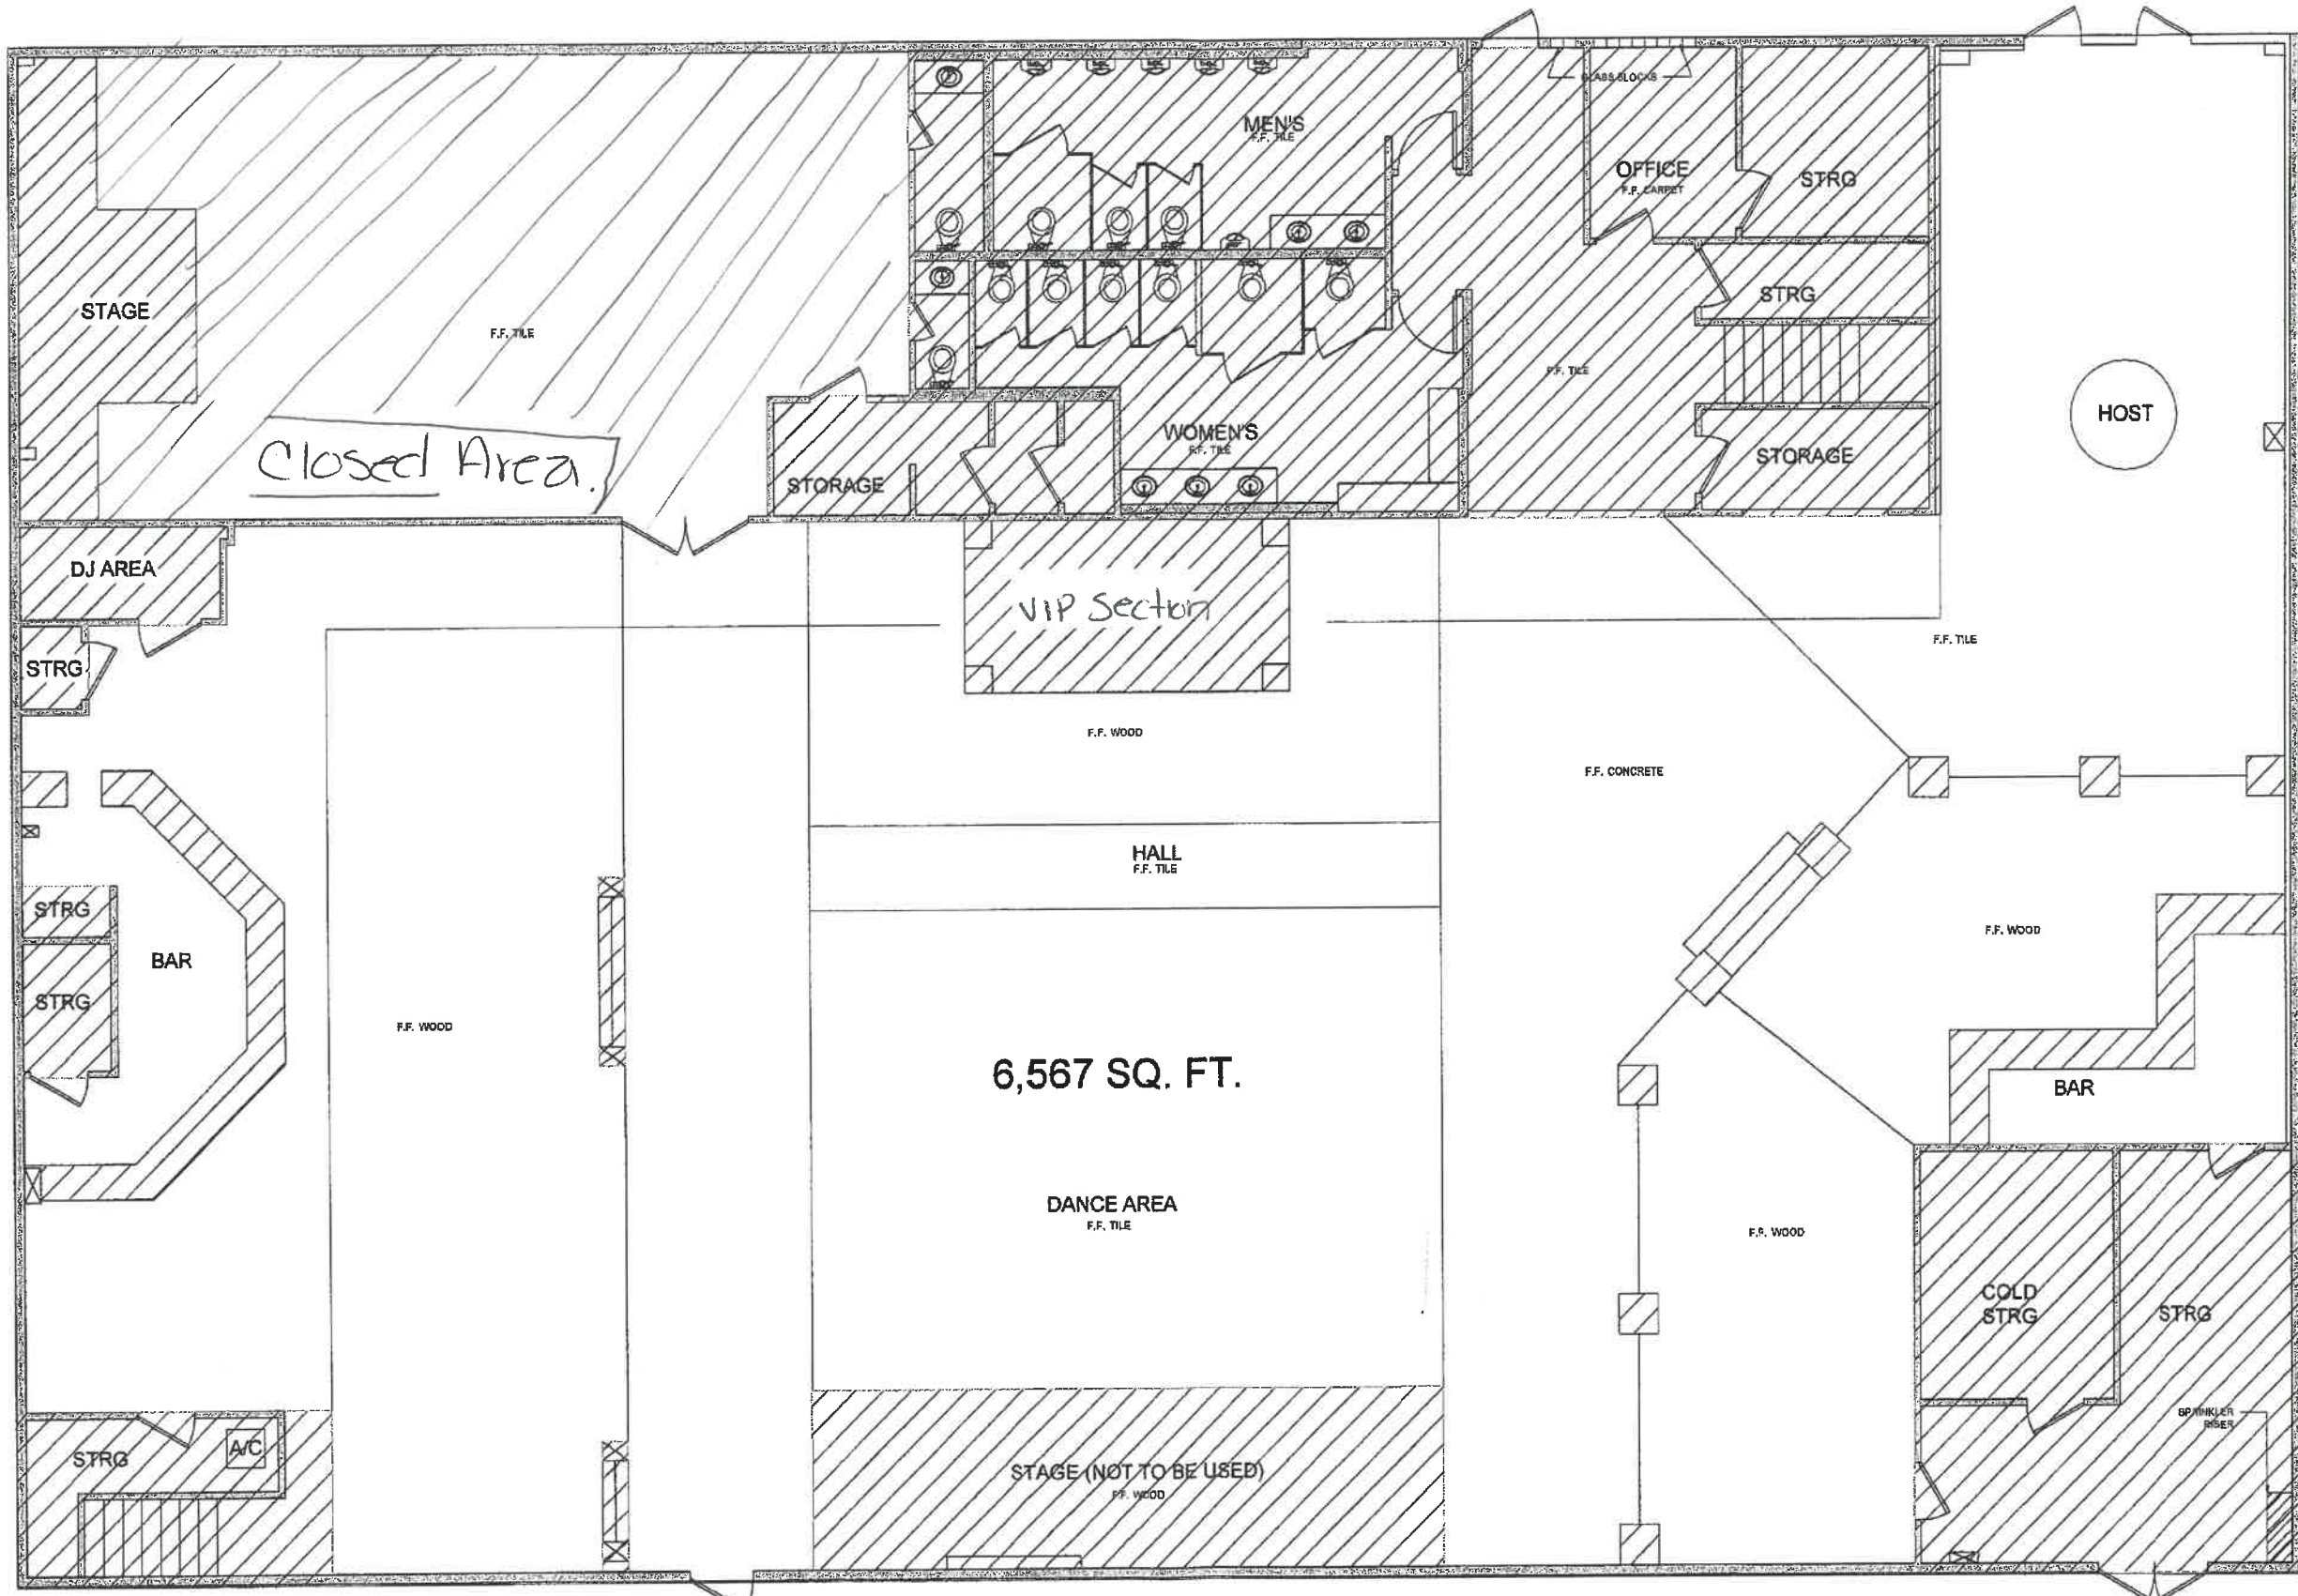 GLASS BLOCKS
MEN'S
F.F. TILE
OFFICE
F.F. CARPET
STRG
STAGE
F.F. TILE
STRG
F.F. TILE
HOST
Closed Area.
WOMEN'S
F.F. TILE
STORAGE
STORAGE
DJ AREA
VIP Section
STRG
F.F. TILE
F.F. WOOD
F.F. CONCRETE
HALL
F.F. TILE
STRG
BAR
STRG
F.F. WOOD
F.F. WOOD
6,567 SQ. FT.
BAR
DANCE AREA
F.F. TILE
F.F. WOOD
COLD
STRG
STRG
SPRINKLER
RISER
STRG
A/C
STAGE (NOT TO BE USED)
F.F. WOOD